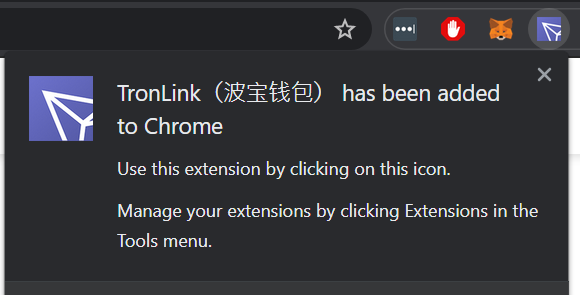 TronLink（波宝钱包） has been added
to Chrome
Use this extension by clicking on this icon.
Manage your extensions by clicking Extensions in the
Tools menu.